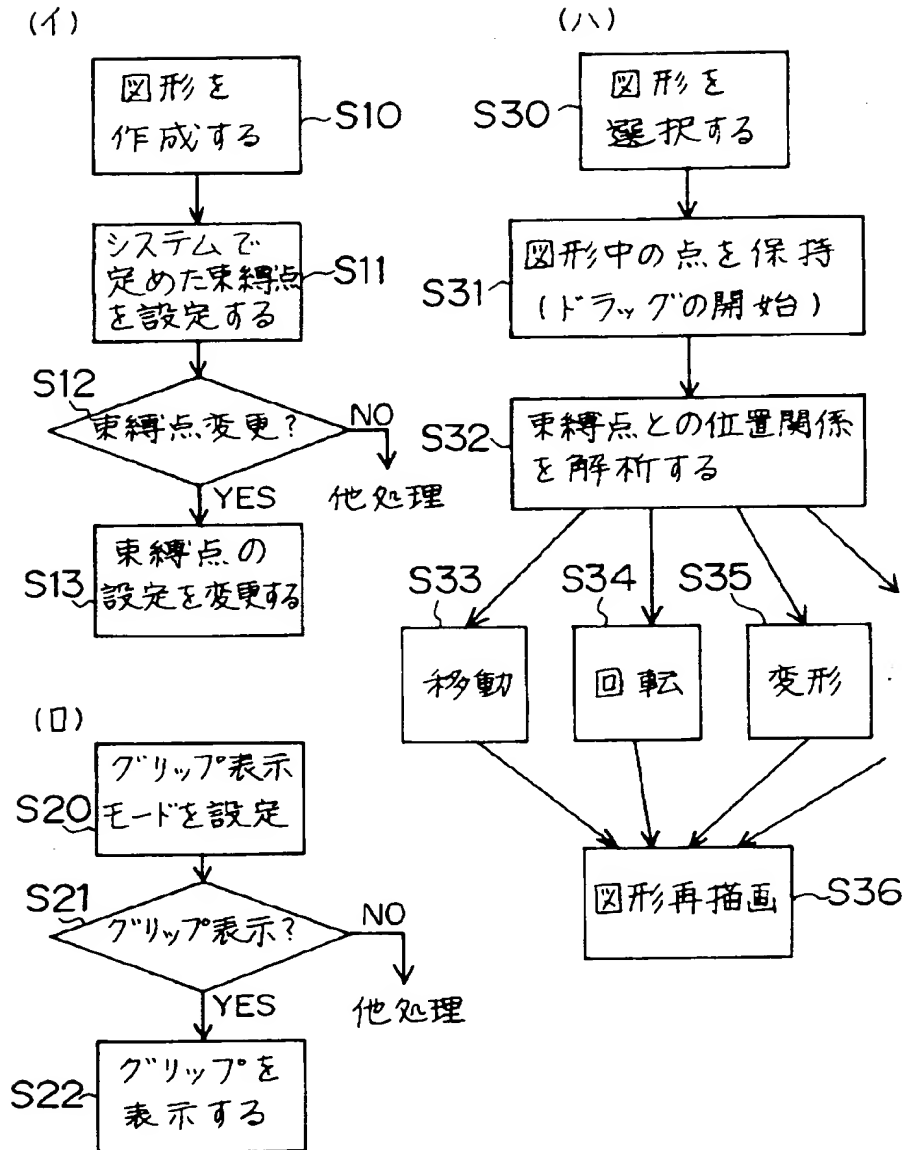 (イ)
図形を
作成する
S10
システムで
定めた束縛点
を設定する
S11
S12
束縛点変更?
NO
他処理
YES
束縛点の
設定を変更する
S13
(ロ)
グリップ表示
モードを設定
S20
S21
グリップ表示?
NO
他処理
YES
グリップを
表示する
S22
(ハ)
S30
図形を
選択する
S31
図形中の点を保持
(ドラッグの開始)
S32
束縛点との位置関係
を解析する
S33
移動
S34
回転
S35
変形
図形再描画
S36